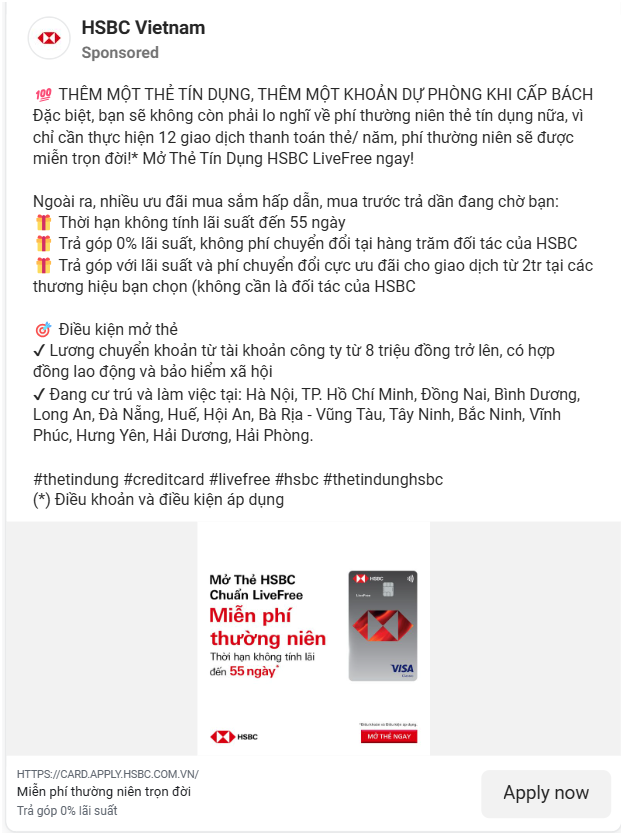 HSBC Vietnam
Sponsored
💯 THÊM MỘT THẺ TÍN DỤNG, THÊM MỘT KHOẢN DỰ PHÒNG KHI CẤP BÁCH
Đặc biệt, bạn sẽ không còn phải lo nghĩ về phí thường niên thẻ tín dụng nữa, vì
chỉ cần thực hiện 12 giao dịch thanh toán thẻ/ năm, phí thường niên sẽ được
miễn trọn đời!* Mở Thẻ Tín Dụng HSBC LiveFree ngay!
Ngoài ra, nhiều ưu đãi mua sắm hấp dẫn, mua trước trả dần đang chờ bạn:
🎁 Thời hạn không tính lãi suất đến 55 ngày
🎁 Trả góp 0% lãi suất, không phí chuyển đổi tại hàng trăm đối tác của HSBC
🎁 Trả góp với lãi suất và phí chuyển đổi cực ưu đãi cho giao dịch từ 2tr tại các
thương hiệu bạn chọn (không cần là đối tác của HSBC
🎯 Điều kiện mở thẻ
✔ Lương chuyển khoản từ tài khoản công ty từ 8 triệu đồng trở lên, có hợp
đồng lao động và bảo hiểm xã hội
✔ Đang cư trú và làm việc tại: Hà Nội, TP. Hồ Chí Minh, Đồng Nai, Bình Dương,
Long An, Đà Nẵng, Huế, Hội An, Bà Rịa - Vũng Tàu, Tây Ninh, Bắc Ninh, Vĩnh
Phúc, Hưng Yên, Hải Dương, Hải Phòng.
#thetindung #creditcard #livefree #hsbc #thetindunghsbc
(*) Điều khoản và điều kiện áp dụng
Mở Thẻ HSBC
Chuẩn LiveFree
Miễn phí
thường niên
Thời hạn không tính lãi
đến 55 ngày*
HSBC
LiveFree
VISA
Classic
HSBC
*Điều khoản và Điều kiện áp dụng
MỞ THẺ NGAY
HTTPS://CARD.APPLY.HSBC.COM.VN/
Miễn phí thường niên trọn đời
Trả góp 0% lãi suất
Apply now